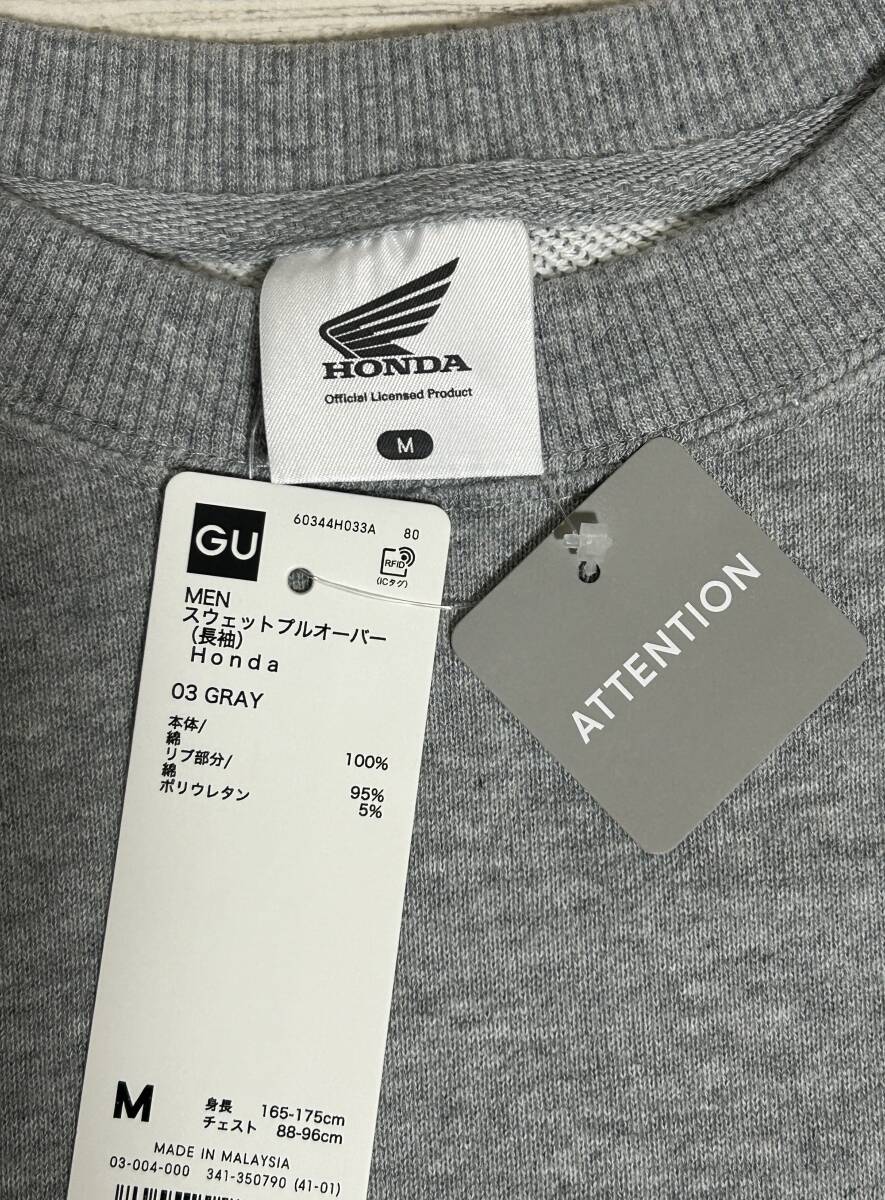 HONDA
Official Licensed Product
M
GU
60344H033A 80
RFID
(ICタグ)
MEN
スウェットプルオーバー
(長袖)
Honda
03 GRAY
本体/
綿 100%
リブ部分/
綿 95%
ポリウレタン 5%
M
身長 165-175cm
チェスト 88-96cm
MADE IN MALAYSIA
03-004-000 341-350790 (41-01)
ATTENTION